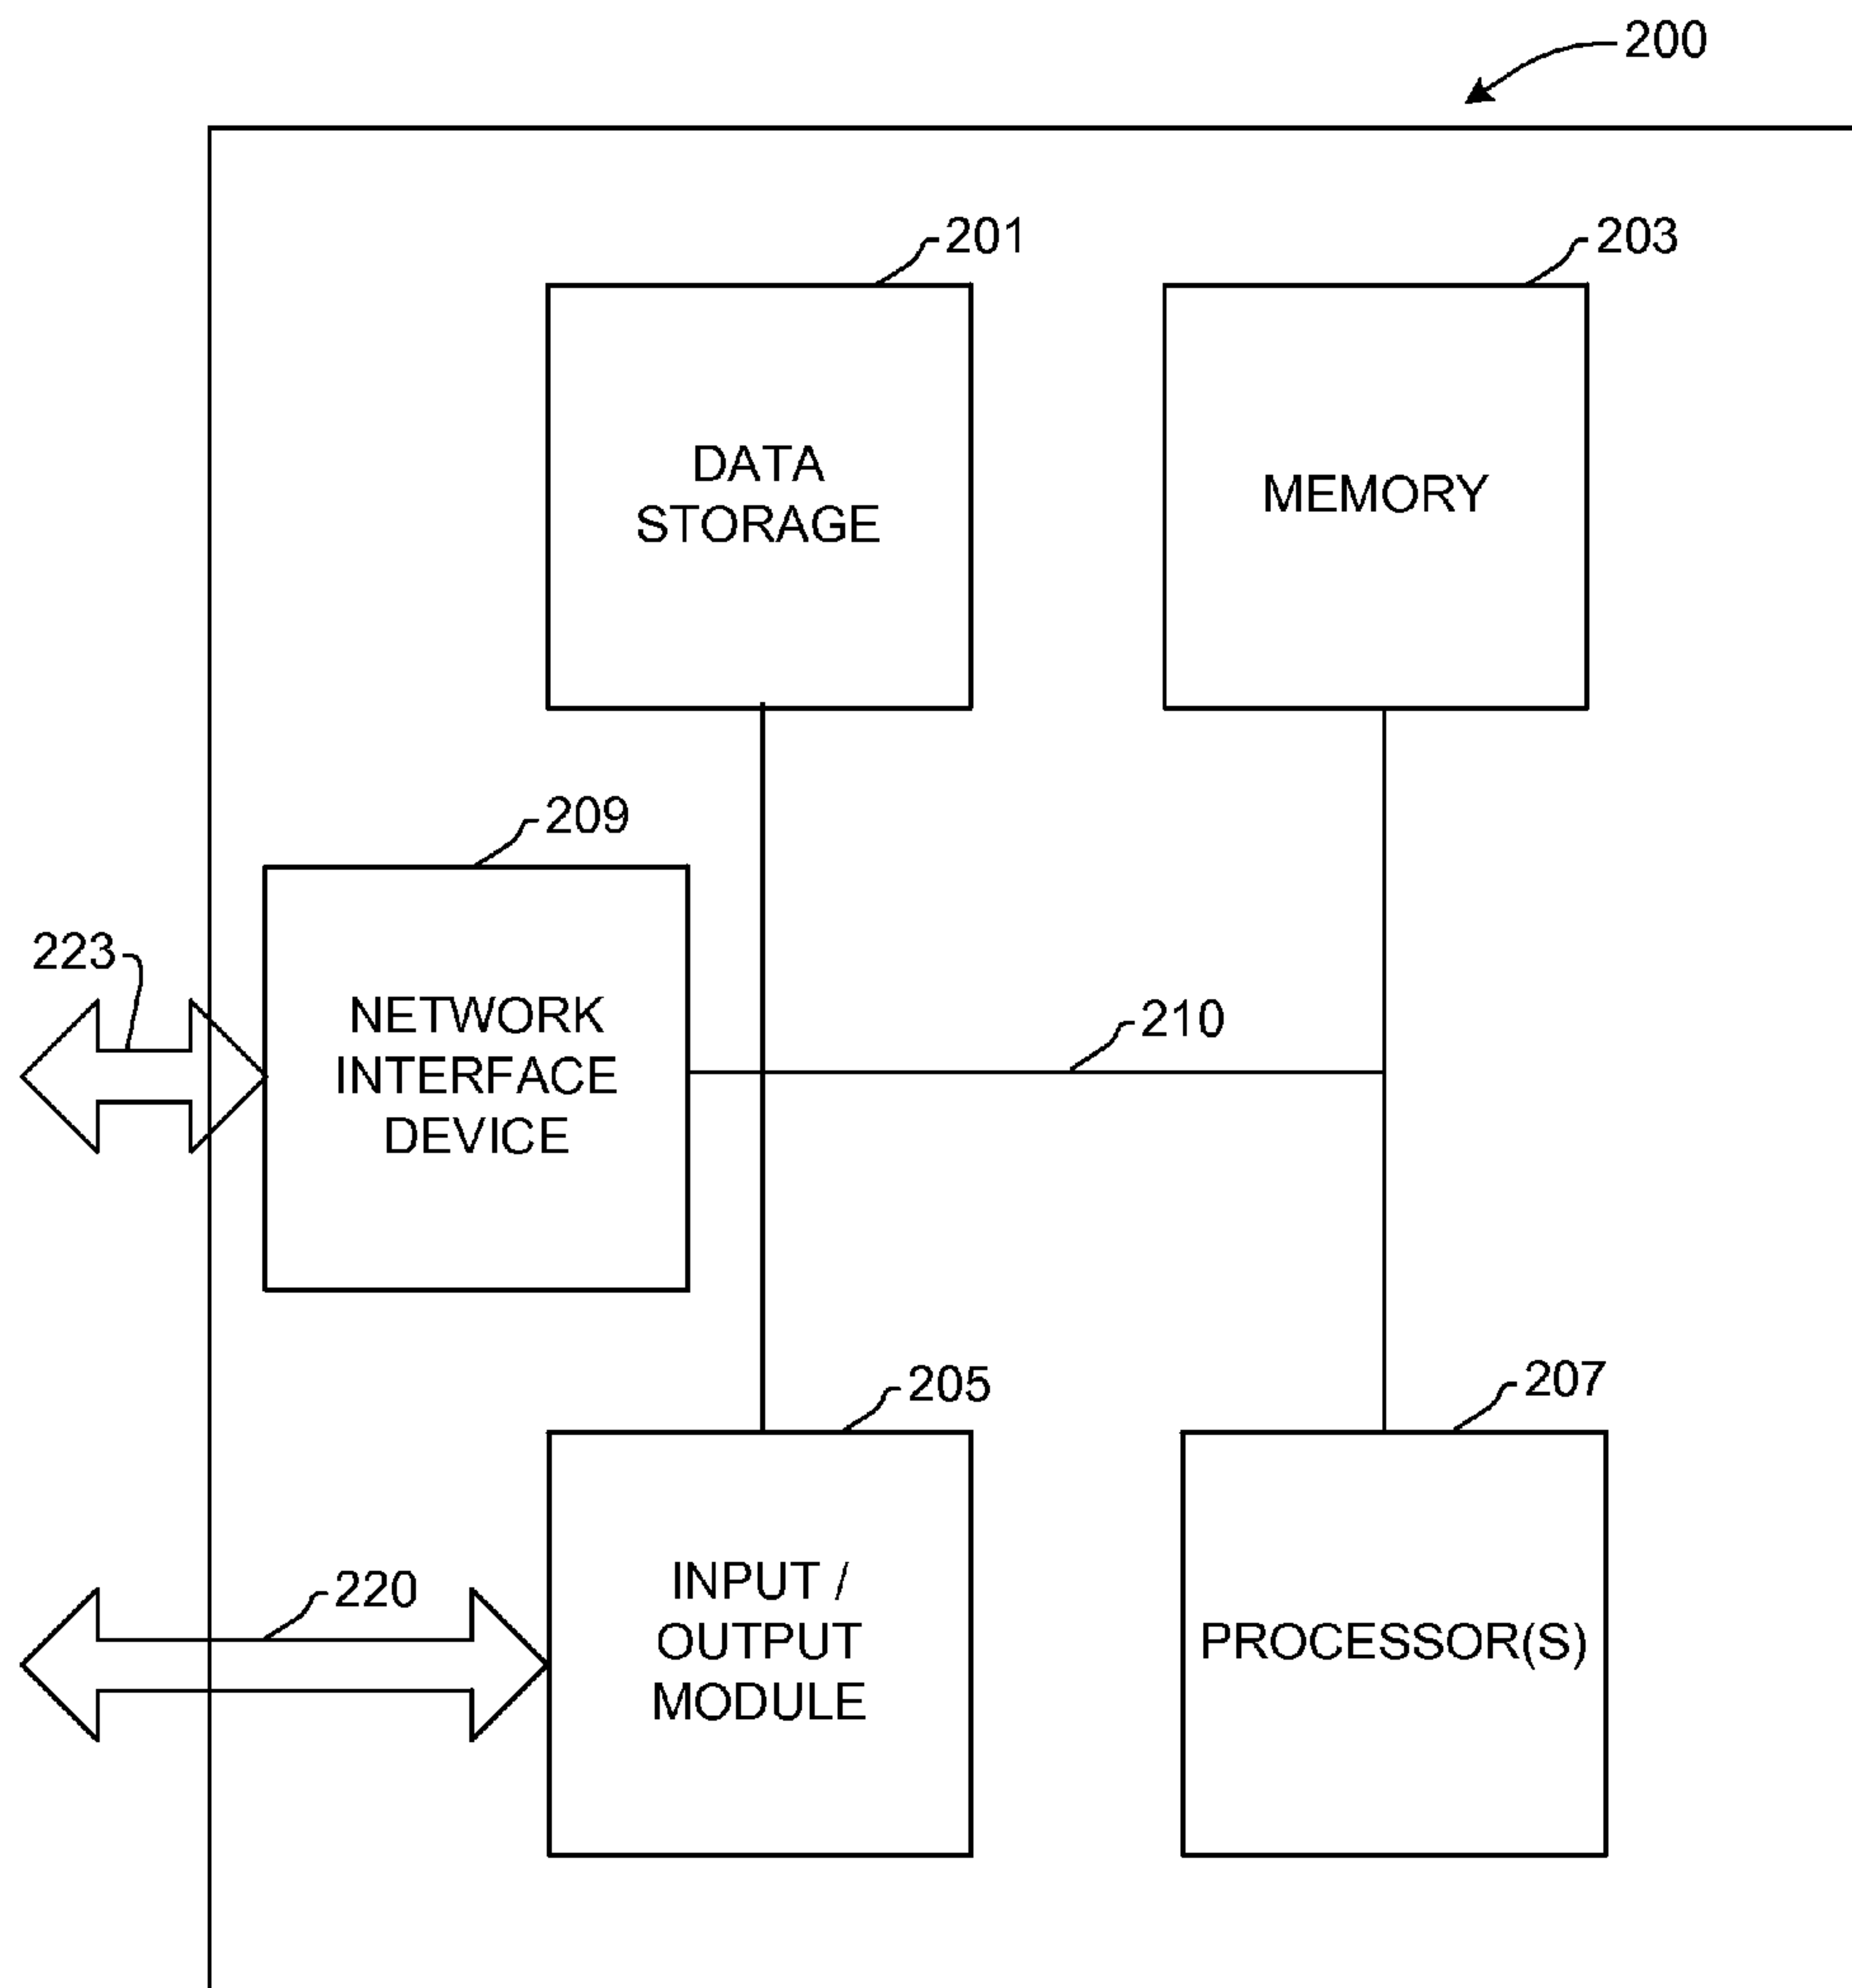 200
201
203
DATA
STORAGE
MEMORY
209
223
NETWORK
INTERFACE
DEVICE
210
205
207
220
INPUT /
OUTPUT
MODULE
PROCESSOR(S)